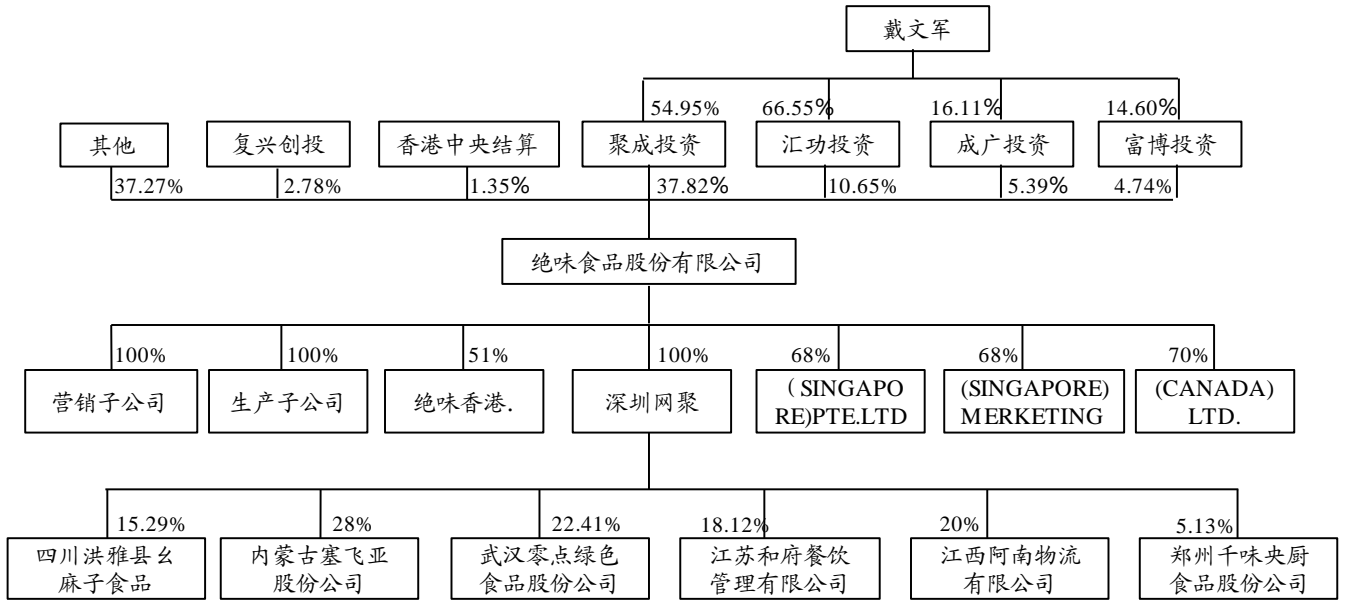 戴文军
54.95%
66.55%
16.11%
14.60%
其他
复兴创投
香港中央结算
聚成投资
汇功投资
成广投资
富博投资
37.27%
2.78%
1.35%
37.82%
10.65%
5.39%
4.74%
绝味食品股份有限公司
100%
100%
51%
100%
68%
68%
70%
营销子公司
生产子公司
绝味香港.
深圳网聚
（SINGAPO
RE)PTE.LTD
(SINGAPORE)
MERKETING
(CANADA)
LTD.
15.29%
28%
22.41%
18.12%
20%
5.13%
四川洪雅县幺
麻子食品
内蒙古塞飞亚
股份公司
武汉零点绿色
食品股份公司
江苏和府餐饮
管理有限公司
江西阿南物流
有限公司
郑州千味央厨
食品股份公司